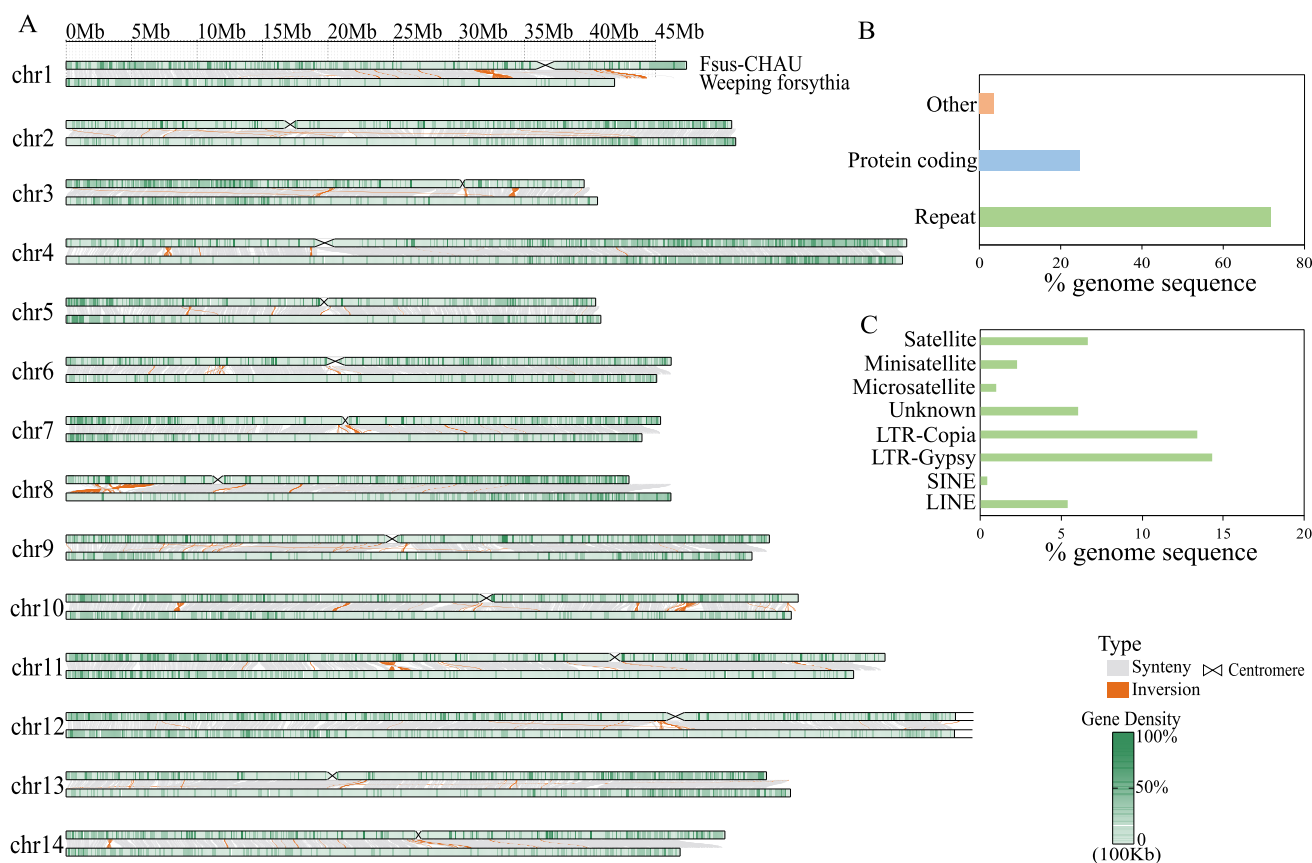 A
0Mb 5Mb 10Mb 15Mb 20Mb 25Mb 30Mb 35Mb 40Mb 45Mb
chr1
Fsus-CHAU
Weeping forsythia
chr2
chr3
chr4
chr5
chr6
chr7
chr8
chr9
chr10
chr11
chr12
chr13
chr14
B
Other
Protein coding
Repeat
0 20 40 60 80
% genome sequence
C
Satellite
Minisatellite
Microsatellite
Unknown
LTR-Copia
LTR-Gypsy
SINE
LINE
0 5 10 15 20
% genome sequence
Type
Synteny Centromere
Inversion
Gene Density
100%
50%
0
(100Kb)